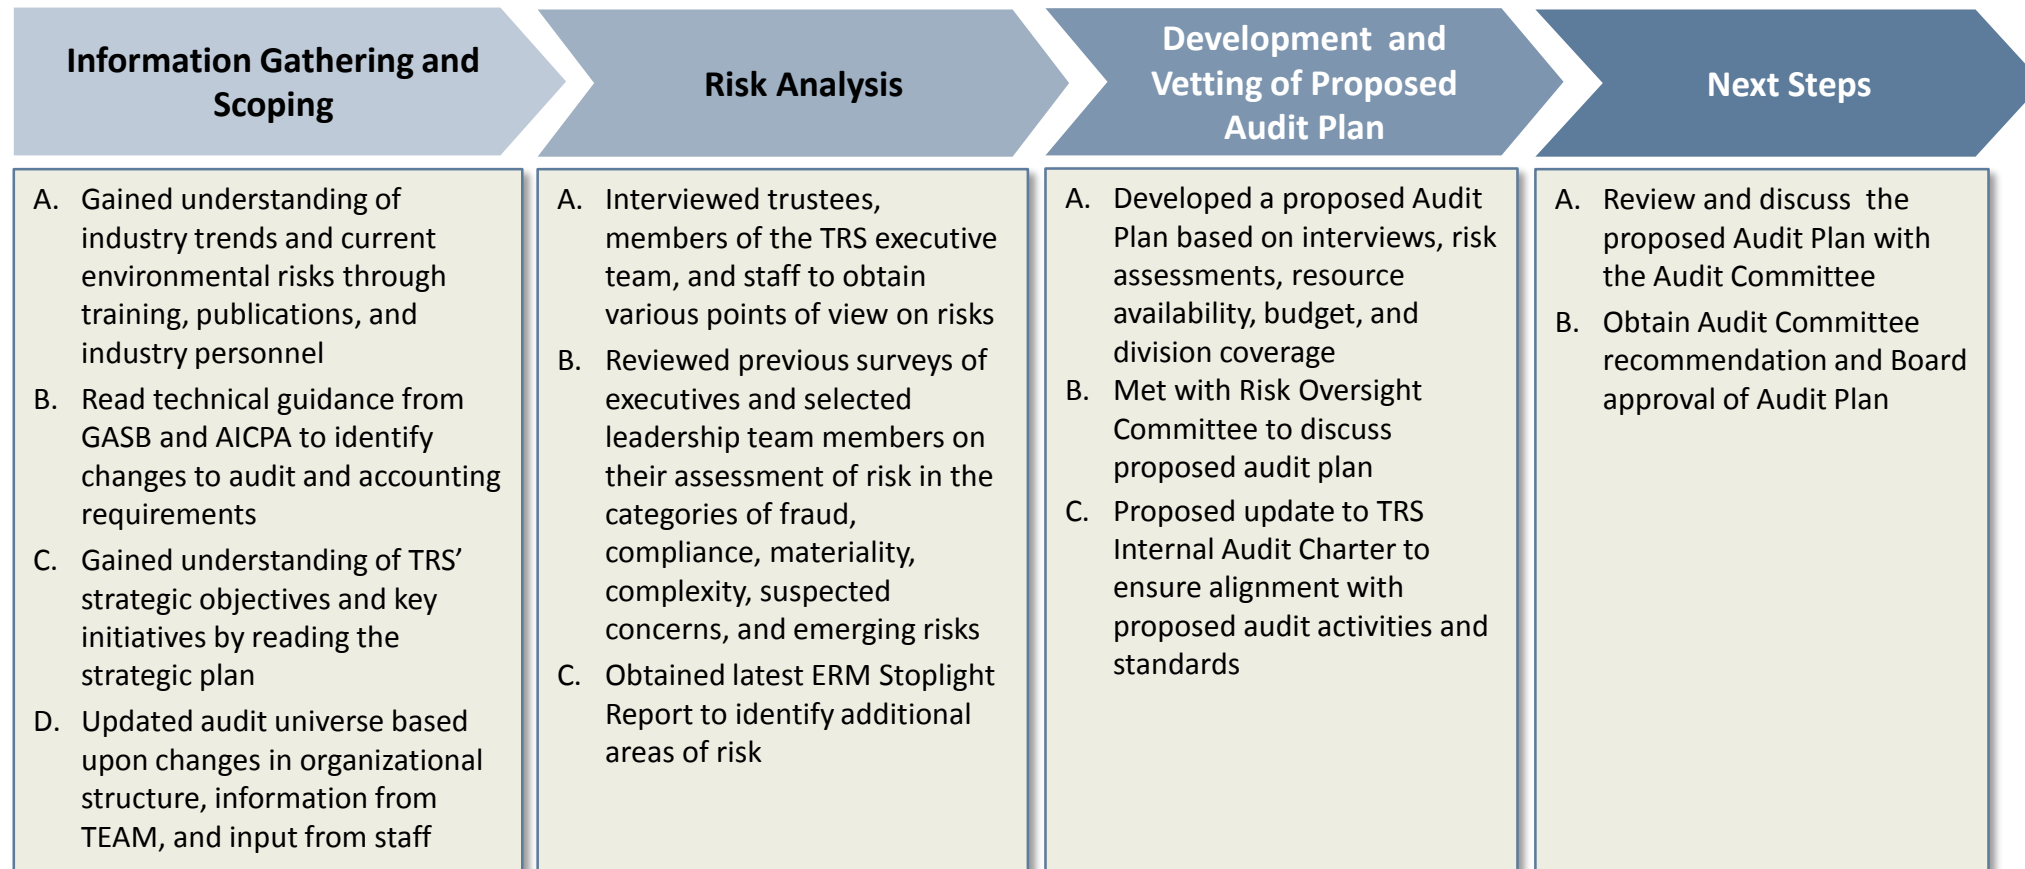 Information Gathering and
Scoping
A. Gained understanding of
industry trends and current
environmental risks through
training, publications, and
industry personnel
B. Read technical guidance from
GASB and AICPA to identify
changes to audit and accounting
requirements
C. Gained understanding of TRS’
strategic objectives and key
initiatives by reading the
strategic plan
D. Updated audit universe based
upon changes in organizational
structure, information from
TEAM, and input from staff
Risk Analysis
A. Interviewed trustees,
members of the TRS executive
team, and staff to obtain
various points of view on risks
B. Reviewed previous surveys of
executives and selected
leadership team members on
their assessment of risk in the
categories of fraud,
compliance, materiality,
complexity, suspected
concerns, and emerging risks
C. Obtained latest ERM Stoplight
Report to identify additional
areas of risk
Development and
Vetting of Proposed
Audit Plan
A. Developed a proposed Audit
Plan based on interviews, risk
assessments, resource
availability, budget, and
division coverage
B. Met with Risk Oversight
Committee to discuss
proposed audit plan
C. Proposed update to TRS
Internal Audit Charter to
ensure alignment with
proposed audit activities and
standards
Next Steps
A. Review and discuss the
proposed Audit Plan with
the Audit Committee
B. Obtain Audit Committee
recommendation and Board
approval of Audit Plan